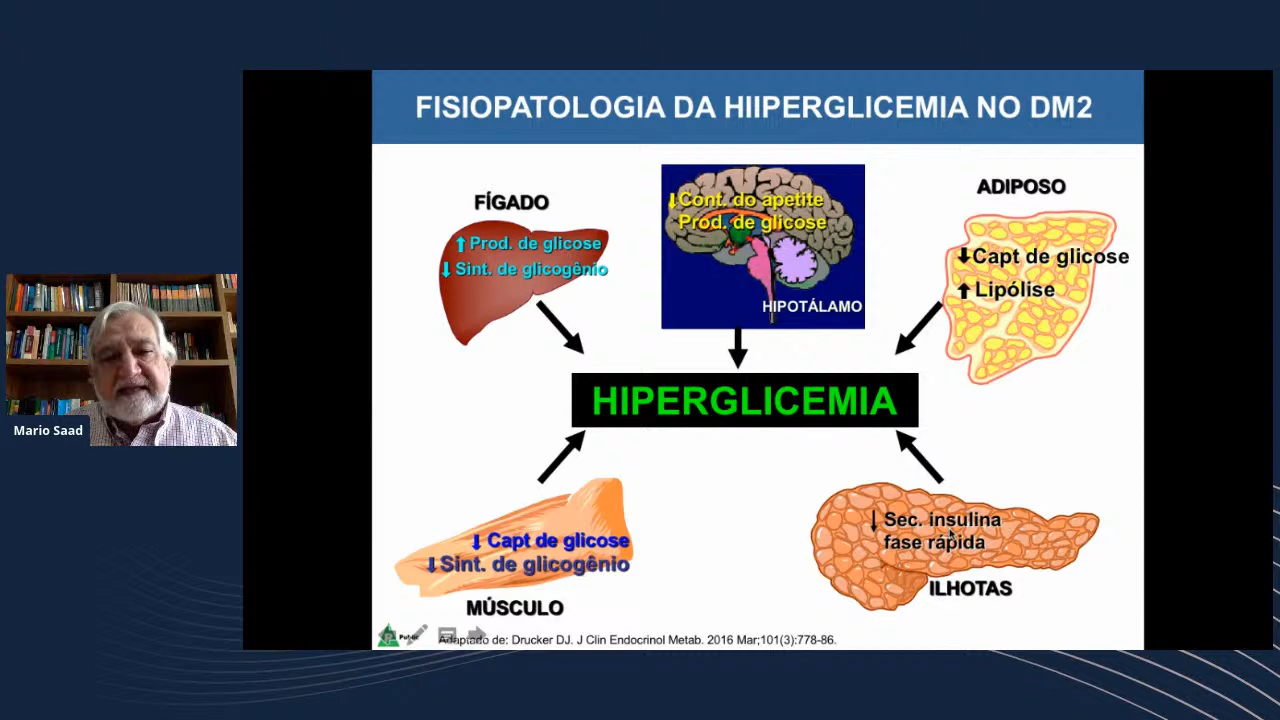 FISIOPATOLOGIA DA HIIPERGLICEMIA NO DM2
FÍGADO
↑ Prod. de glicose
↓ Sint. de glicogênio
↓Cont. do apetite
Prod. de glicose
HIPOTÁLAMO
ADIPOSO
↓Capt de glicose
↑ Lipólise
HIPERGLICEMIA
Mario Saad
↓ Capt de glicose
↓Sint. de glicogênio
MÚSCULO
↓ Sec. insulina
fase rápida
ILHOTAS
Public
Adaptado de: Drucker DJ. J Clin Endocrinol Metab. 2016 Mar;101(3):778-86.